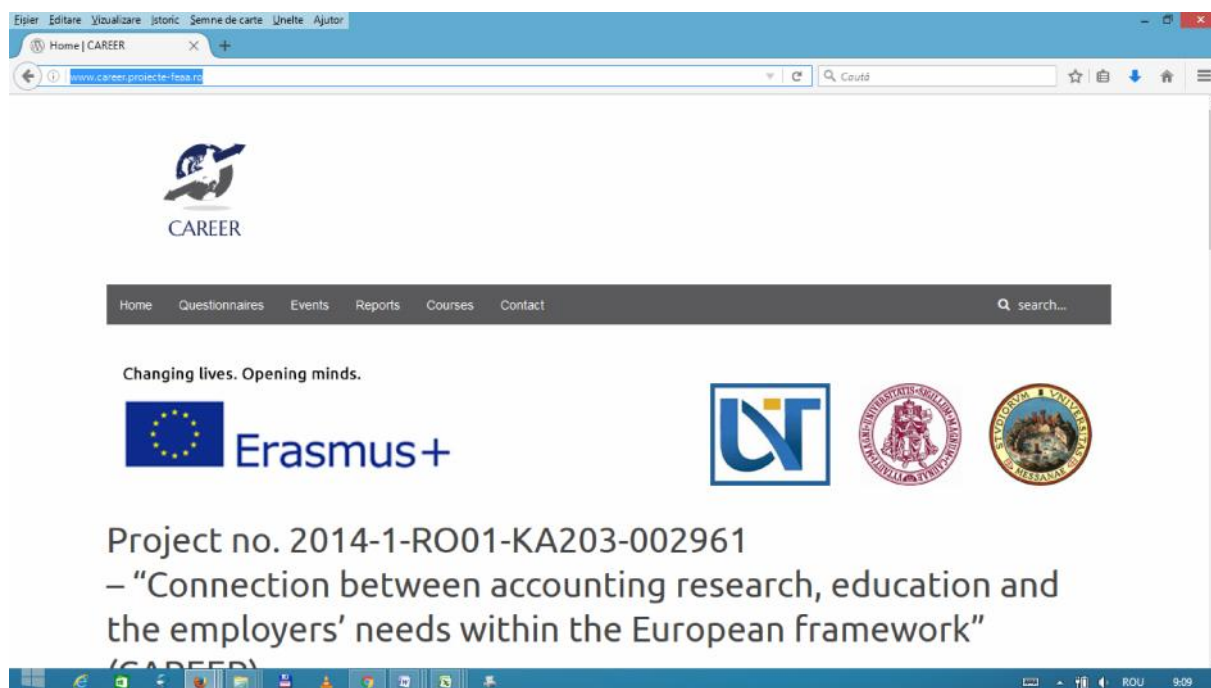 Fișier Editare Vizualizare Istoric Semne de carte Unelte Ajutor
Home | CAREER
www.career.proiecte-feaa.ro
Caută
CAREER
Home Questionnaires Events Reports Courses Contact search...
Changing lives. Opening minds.
Erasmus+
UVT
Project no. 2014-1-RO01-KA203-002961
– “Connection between accounting research, education and
the employers’ needs within the European framework”
(CAREER)
ROU 9:09